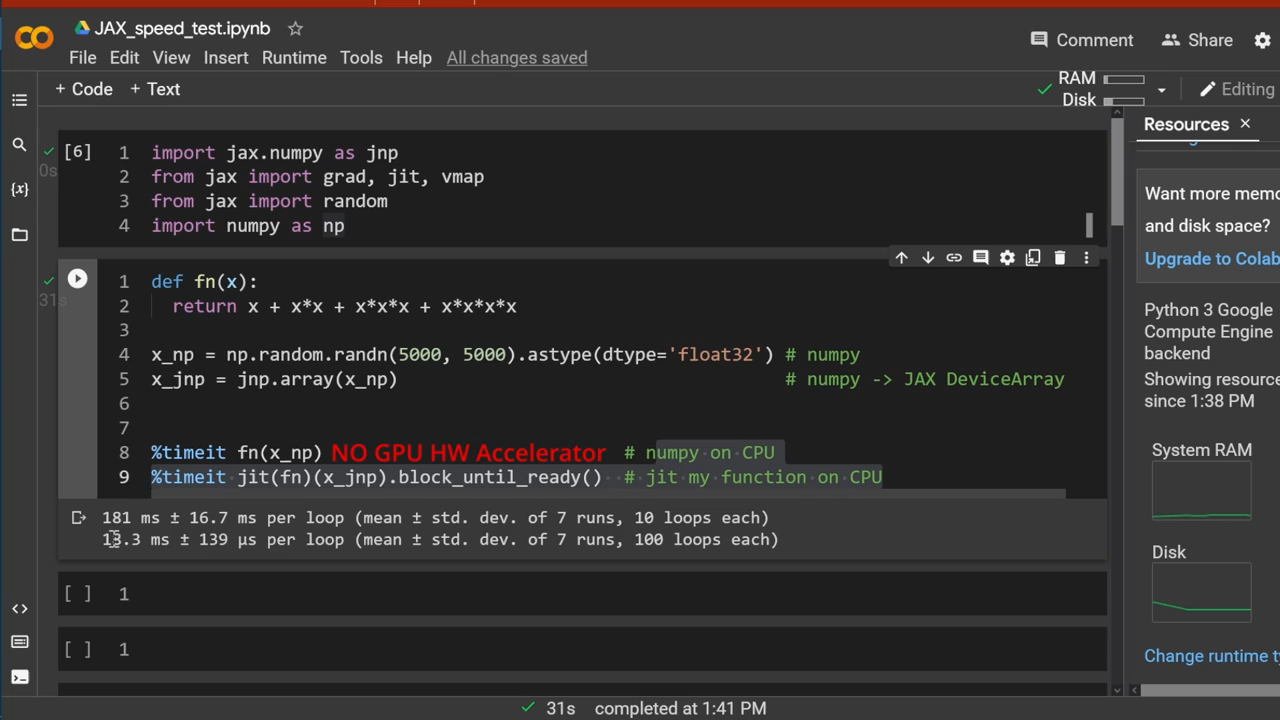 JAX_speed_test.ipynb
File Edit View Insert Runtime Tools Help All changes saved
Comment Share
+ Code + Text
RAM
Disk
Editing
Resources
[6]
0s
1 import jax.numpy as jnp
2 from jax import grad, jit, vmap
3 from jax import random
4 import numpy as np
31s
1 def fn(x):
2 return x + x*x + x*x*x + x*x*x*x
3
4 x_np = np.random.randn(5000, 5000).astype(dtype='float32') # numpy
5 x_jnp = jnp.array(x_np) # numpy -> JAX DeviceArray
6
7
8 %timeit fn(x_np) NO GPU HW Accelerator # numpy on CPU
9 %timeit jit(fn)(x_jnp).block_until_ready() # jit my function on CPU
181 ms ± 16.7 ms per loop (mean ± std. dev. of 7 runs, 10 loops each)
13.3 ms ± 139 µs per loop (mean ± std. dev. of 7 runs, 100 loops each)
[ ] 1
[ ] 1
{x}
Want more memo
and disk space?
Upgrade to Colab
Python 3 Google
Compute Engine
backend
Showing resource
since 1:38 PM
System RAM
Disk
Change runtime ty
31s completed at 1:41 PM